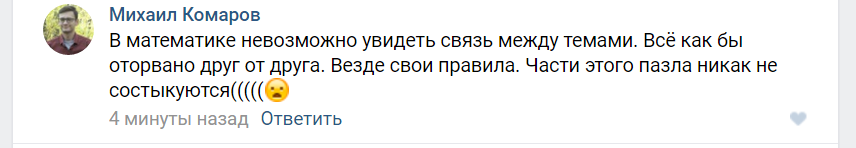 Михаил Комаров
В математике невозможно увидеть связь между темами. Всё как бы
оторвано друг от друга. Везде свои правила. Части этого пазла никак не
состыкуются(((((😦
4 минуты назад Ответить